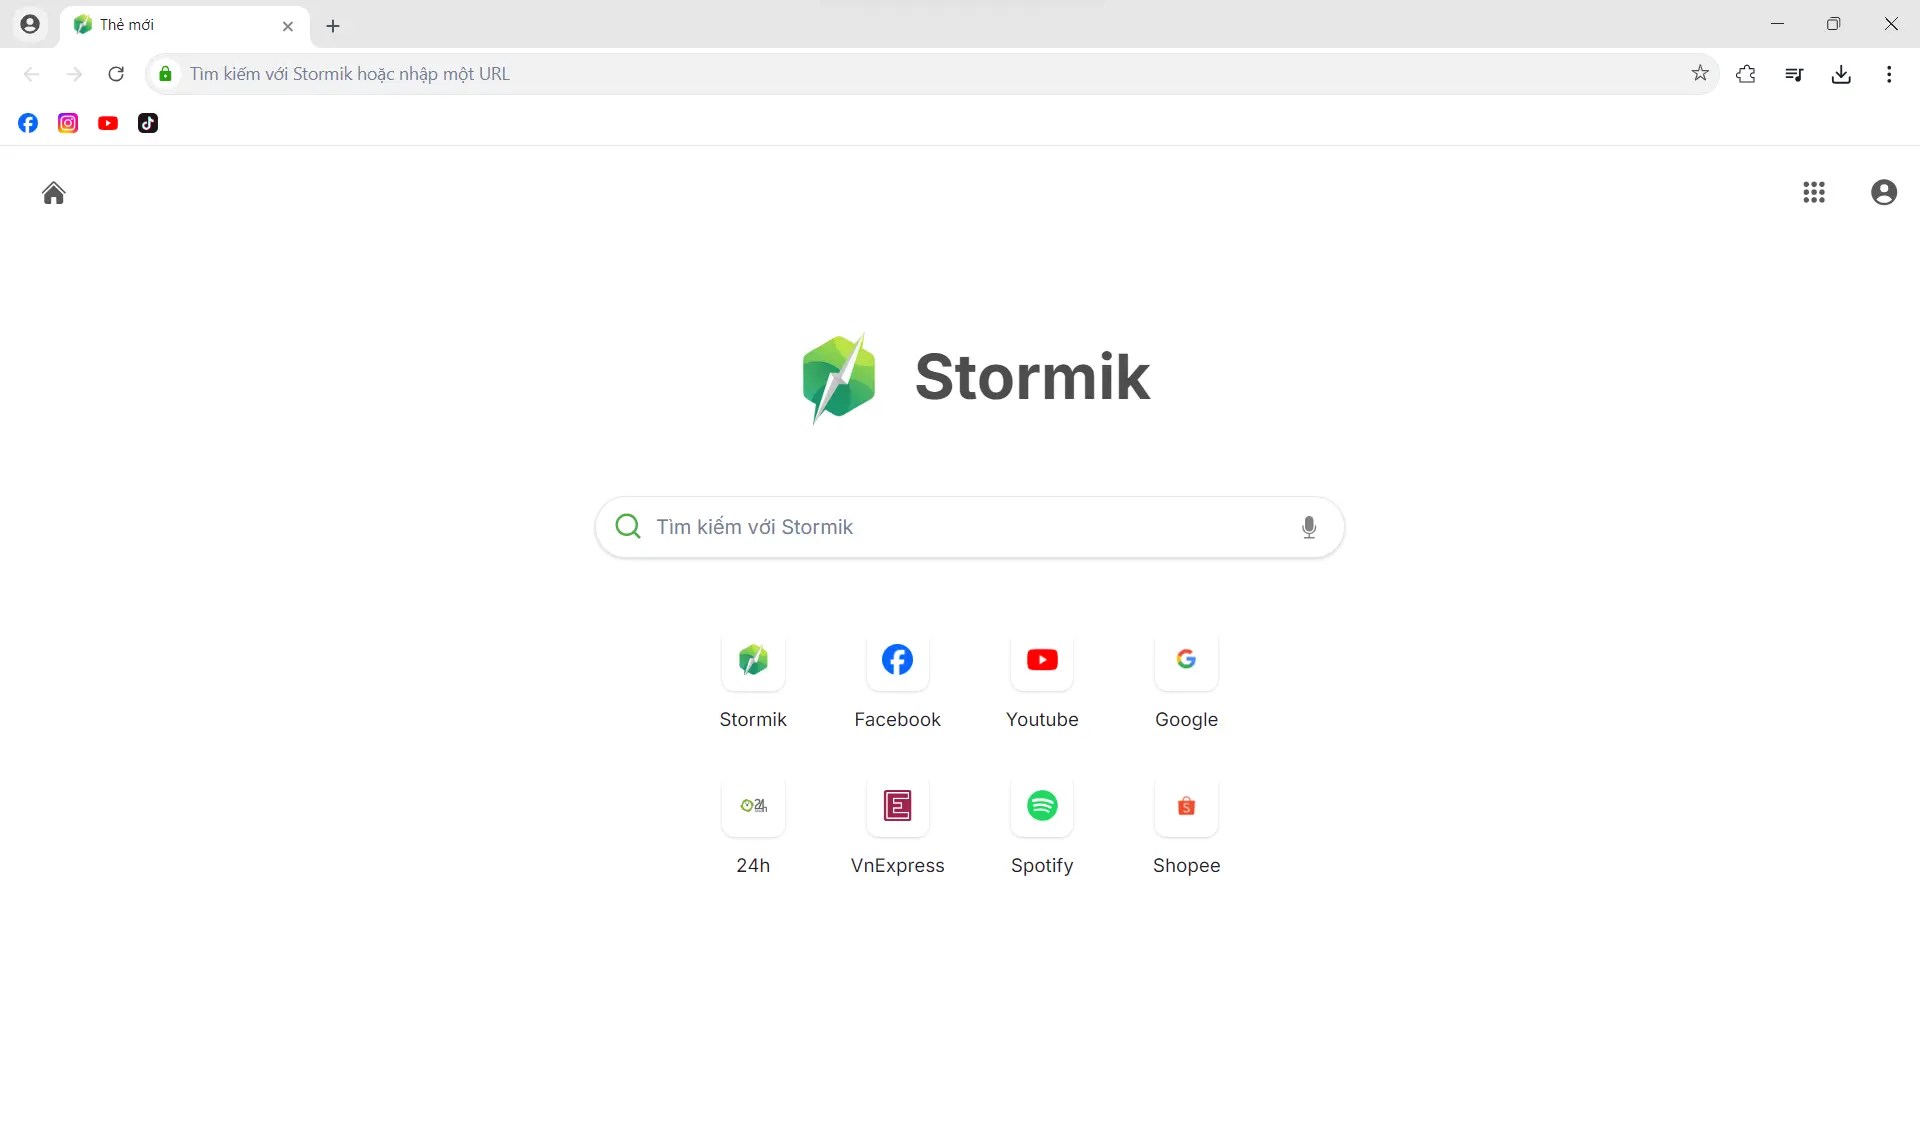 Thẻ mới
Tìm kiếm với Stormik hoặc nhập một URL
Stormik
Tìm kiếm với Stormik
Stormik Facebook Youtube Google
24h
24h VnExpress Spotify Shopee